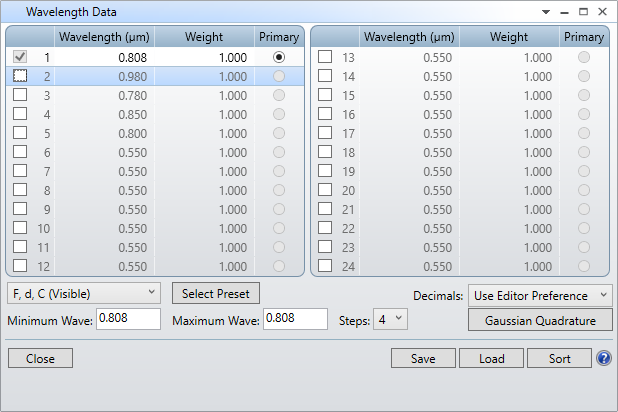 Wavelength Data
Wavelength (µm) Weight Primary Wavelength (µm) Weight Primary
1 0.808 1.000 13 0.550 1.000
2 0.980 1.000 14 0.550 1.000
3 0.780 1.000 15 0.550 1.000
4 0.850 1.000 16 0.550 1.000
5 0.800 1.000 17 0.550 1.000
6 0.550 1.000 18 0.550 1.000
7 0.550 1.000 19 0.550 1.000
8 0.550 1.000 20 0.550 1.000
9 0.550 1.000 21 0.550 1.000
10 0.550 1.000 22 0.550 1.000
11 0.550 1.000 23 0.550 1.000
12 0.550 1.000 24 0.550 1.000
F, d, C (Visible) Select Preset Decimals: Use Editor Preference
Minimum Wave: 0.808 Maximum Wave: 0.808 Steps: 4 Gaussian Quadrature
Close Save Load Sort ?